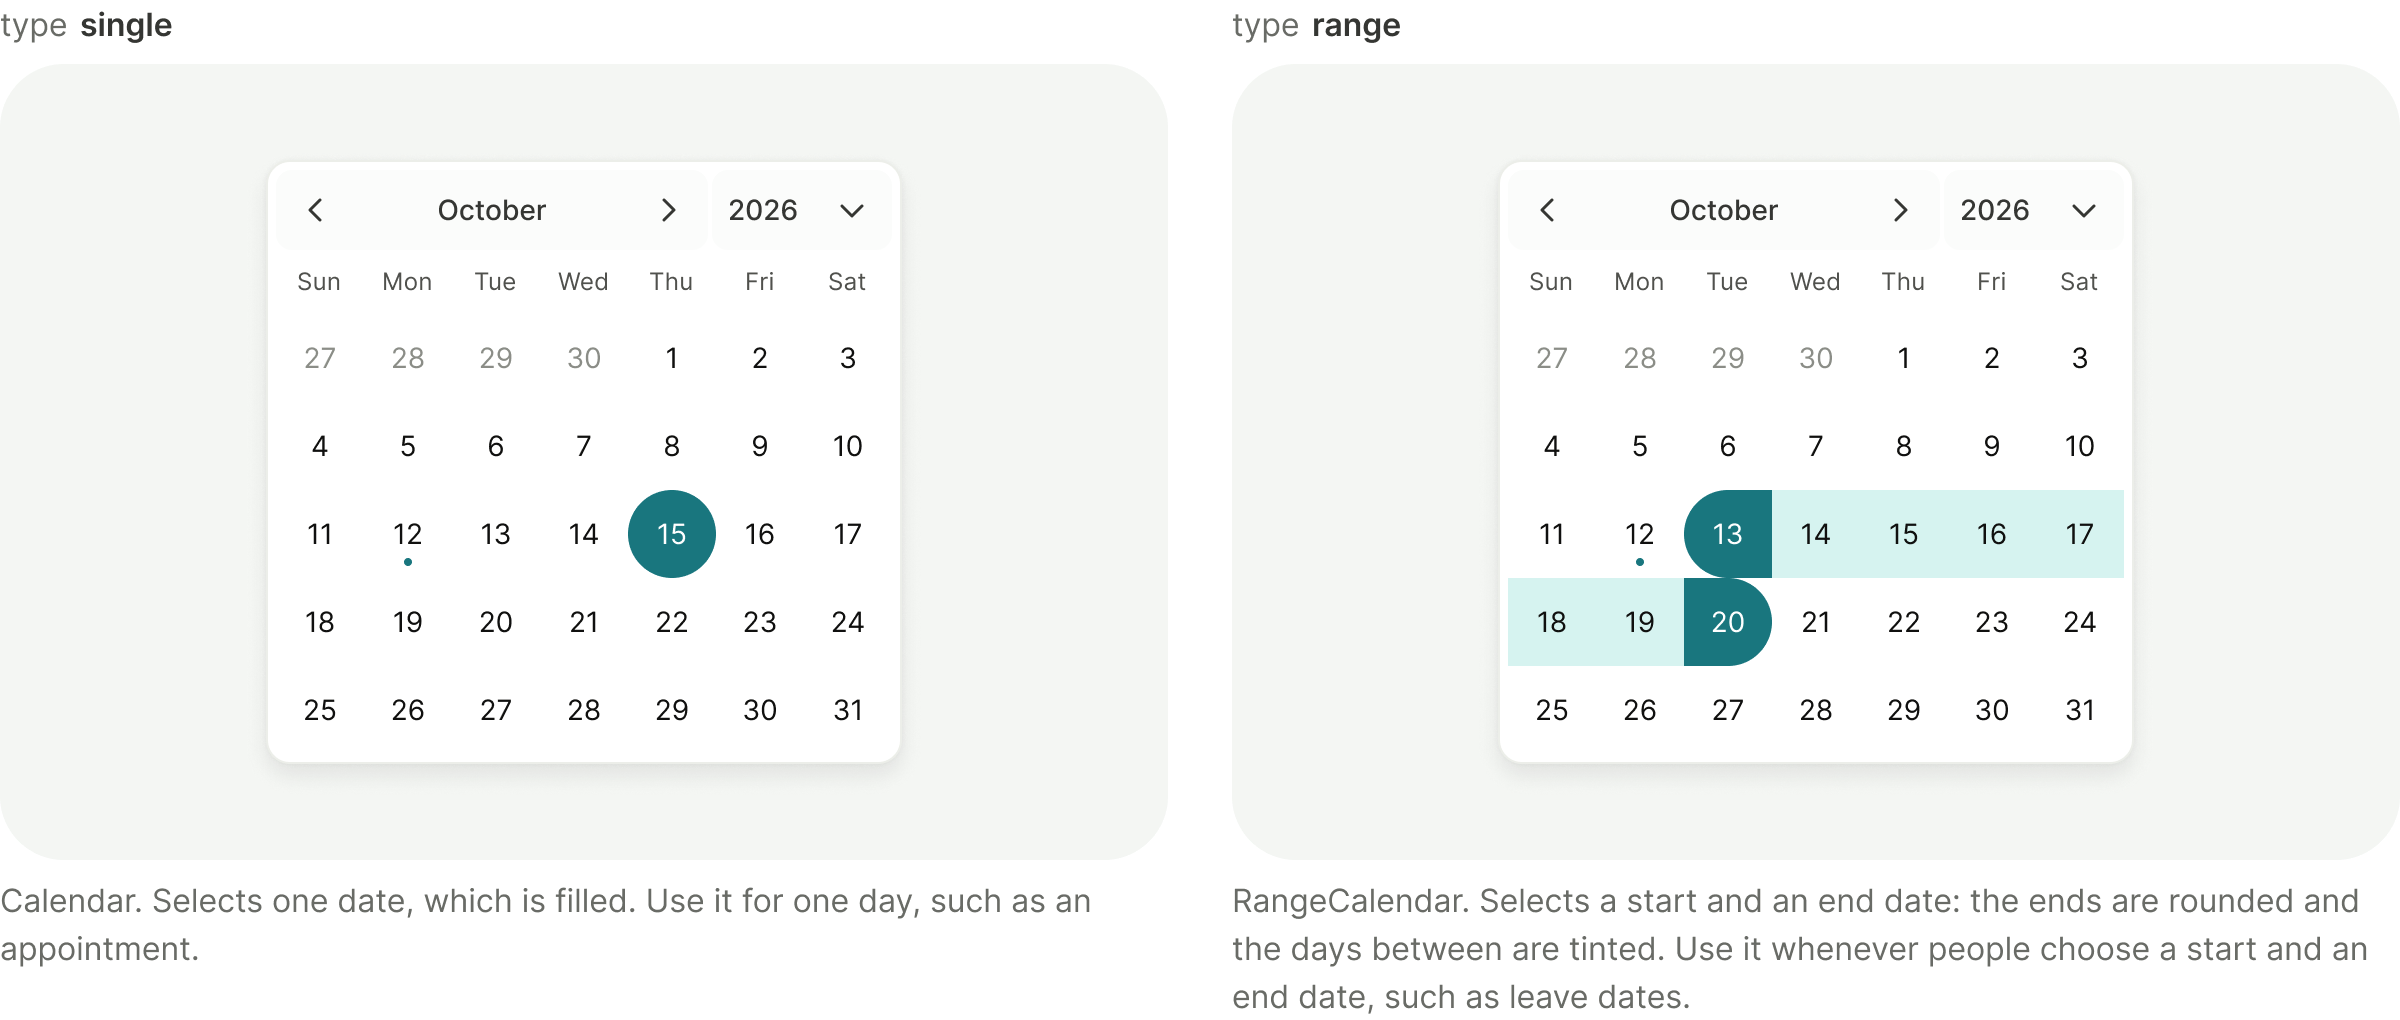 type single
October 2026
Sun Mon Tue Wed Thu Fri Sat
27 28 29 30 1 2 3
4 5 6 7 8 9 10
11 12 13 14 15 16 17
18 19 20 21 22 23 24
25 26 27 28 29 30 31
Calendar. Selects one date, which is filled. Use it for one day, such as an
appointment.
type range
October 2026
Sun Mon Tue Wed Thu Fri Sat
27 28 29 30 1 2 3
4 5 6 7 8 9 10
11 12 13 14 15 16 17
18 19 20 21 22 23 24
25 26 27 28 29 30 31
RangeCalendar. Selects a start and an end date: the ends are rounded and
the days between are tinted. Use it whenever people choose a start and an
end date, such as leave dates.